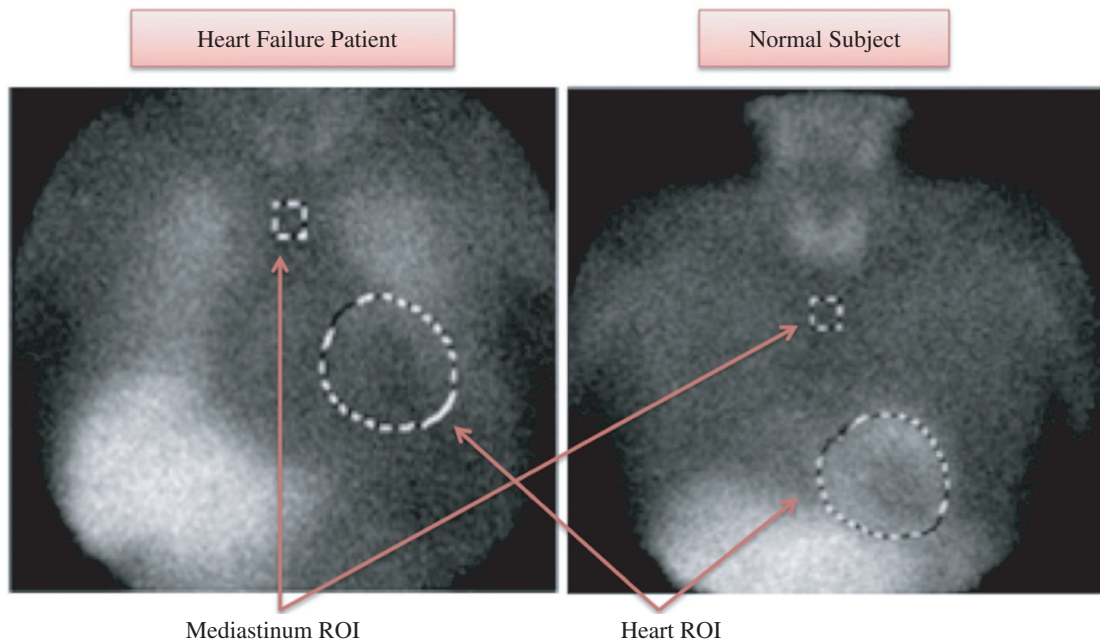 Heart Failure Patient
Normal Subject
Mediastinum ROI
Heart ROI